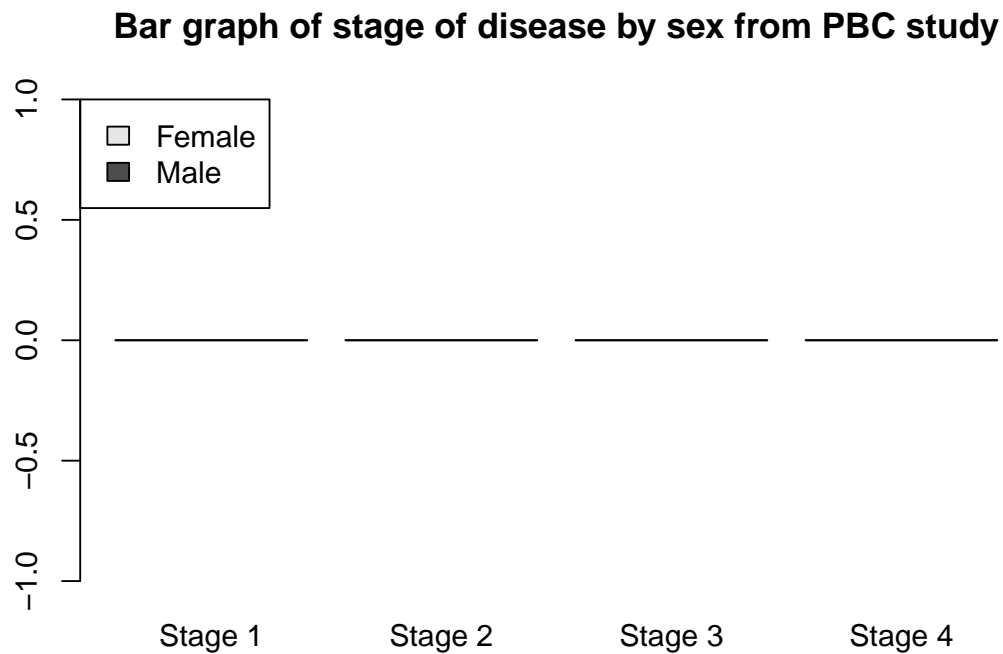 Bar graph of stage of disease by sex from PBC study
1.0
0.5
0.0
−0.5
−1.0
Female
Male
Stage 1
Stage 2
Stage 3
Stage 4